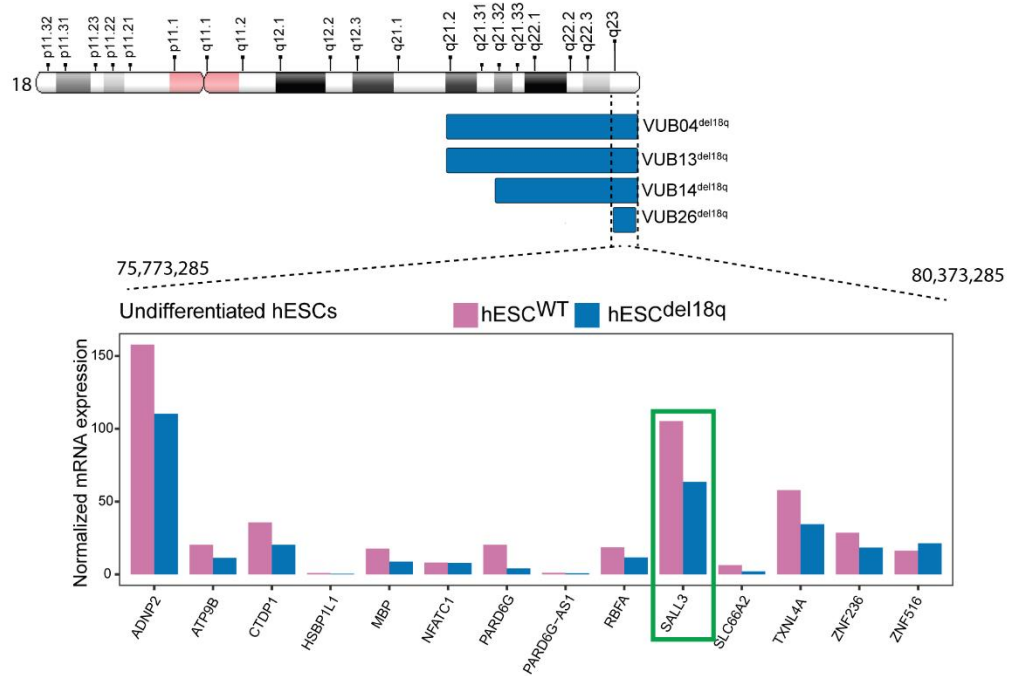 p11.32 p11.31 p11.23 p11.22 p11.21 p11.1 q11.1 q11.2 q12.1 q12.2 q12.3 q21.1 q21.2 q21.31 q21.32 q21.33 q22.1 q22.2 q22.3 q23
18
VUB04del18q
VUB13del18q
VUB14del18q
VUB26del18q
75,773,285
80,373,285
Undifferentiated hESCs
hESCWT hESCdel18q
Normalized mRNA expression
150
100
50
0
ADNP2 ATP9B CTDP1 HSBP1L1 MBP NFATC1 PARD6G PARD6G-AS1 RBFA SALL3 SLC66A2 TXNL4A ZNF236 ZNF516